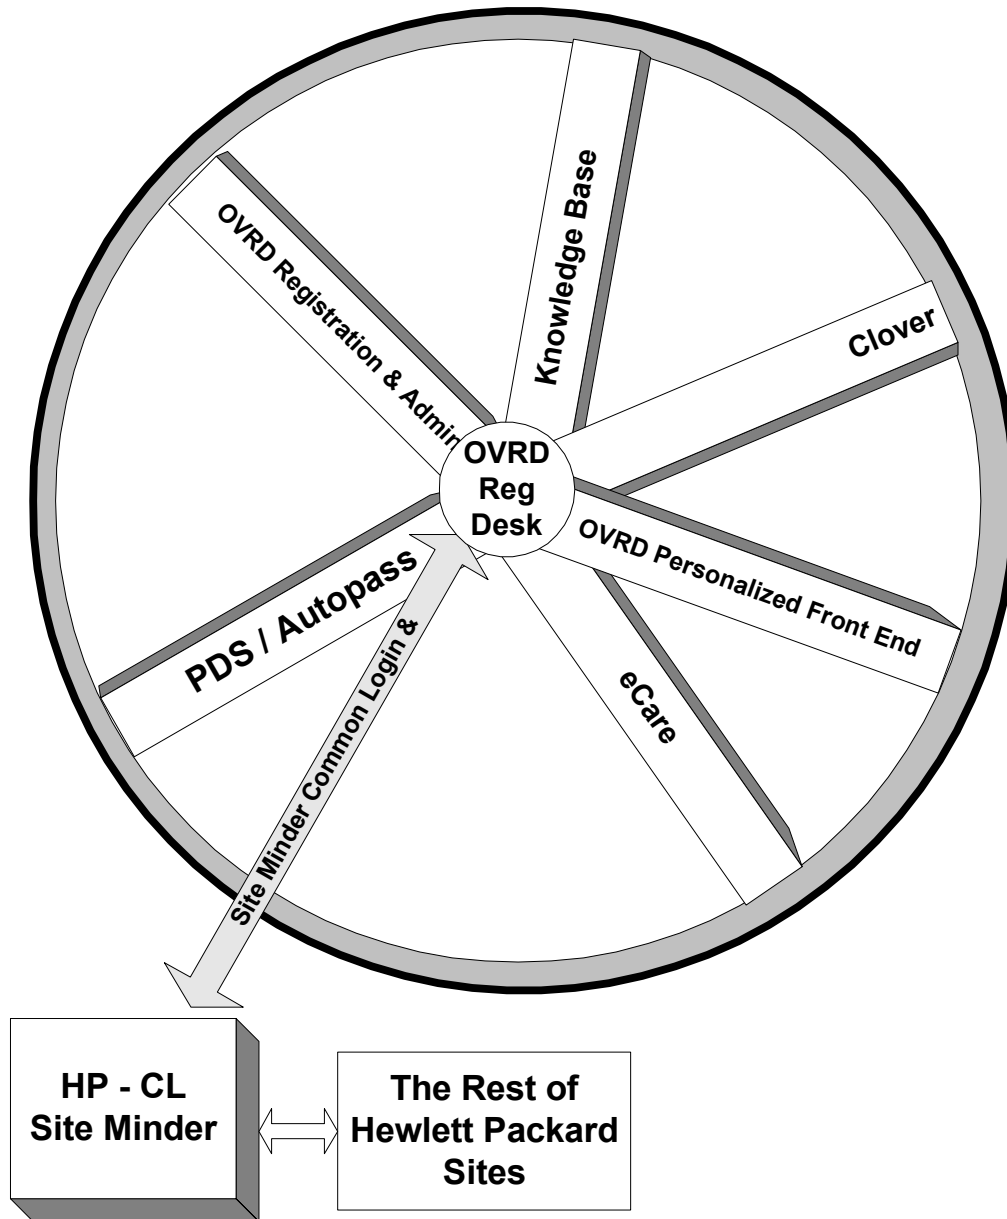 Knowledge Base
OVRD Registration & Admin
Clover
OVRD
Reg
Desk
OVRD Personalized Front End
PDS / Autopass
eCare
Site Minder Common Login &
HP - CL
Site Minder
The Rest of
Hewlett Packard
Sites